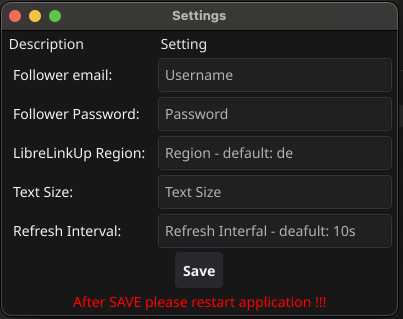 Settings
Description Setting
Follower email: Username
Follower Password: Password
LibreLinkUp Region: Region - default: de
Text Size: Text Size
Refresh Interval: Refresh Interfal - deafult: 10s
Save
After SAVE please restart application !!!